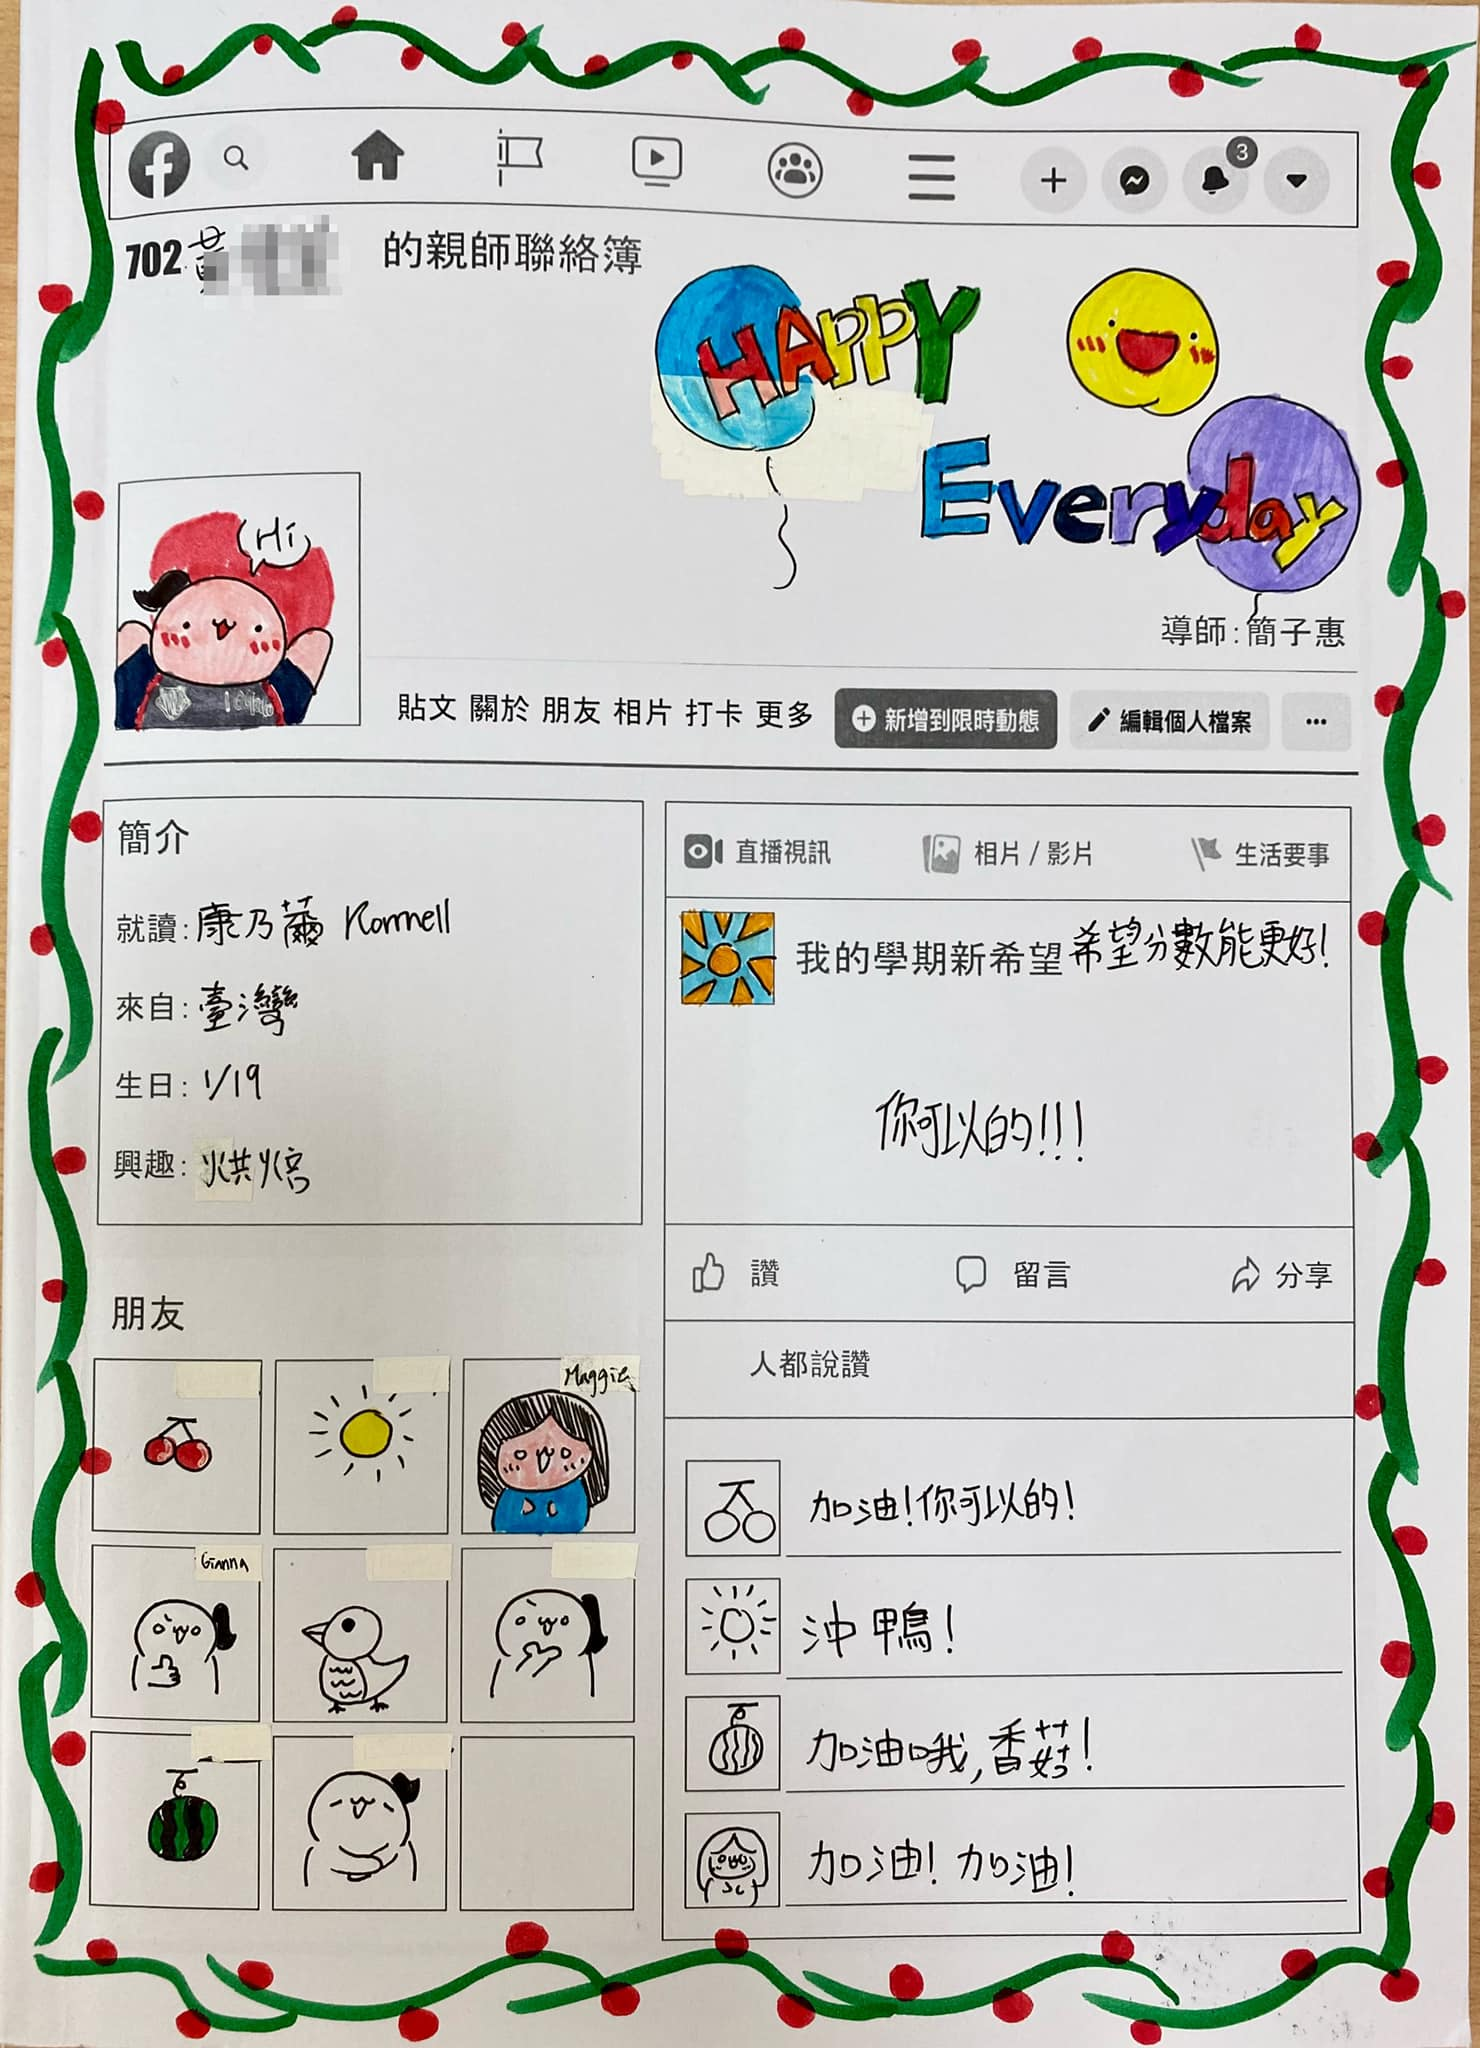 3
702 黃
的親師聯絡簿
HAPPY
Everyday
Hi
導師:簡子惠
貼文 關於 朋友 相片 打卡 更多
新增到限時動態
編輯個人檔案
簡介
就讀:康乃薾 Kornell
來自:臺灣
生日:1/19
興趣:烘焙
直播視訊
相片 / 影片
生活要事
我的學期新希望 希望分數能更好!
你可以的!!!
讚
留言
分享
人都說讚
朋友
Maggie
Gianna
加油!你可以的!
沖鴨!
加油哦,香菇!
加油! 加油!